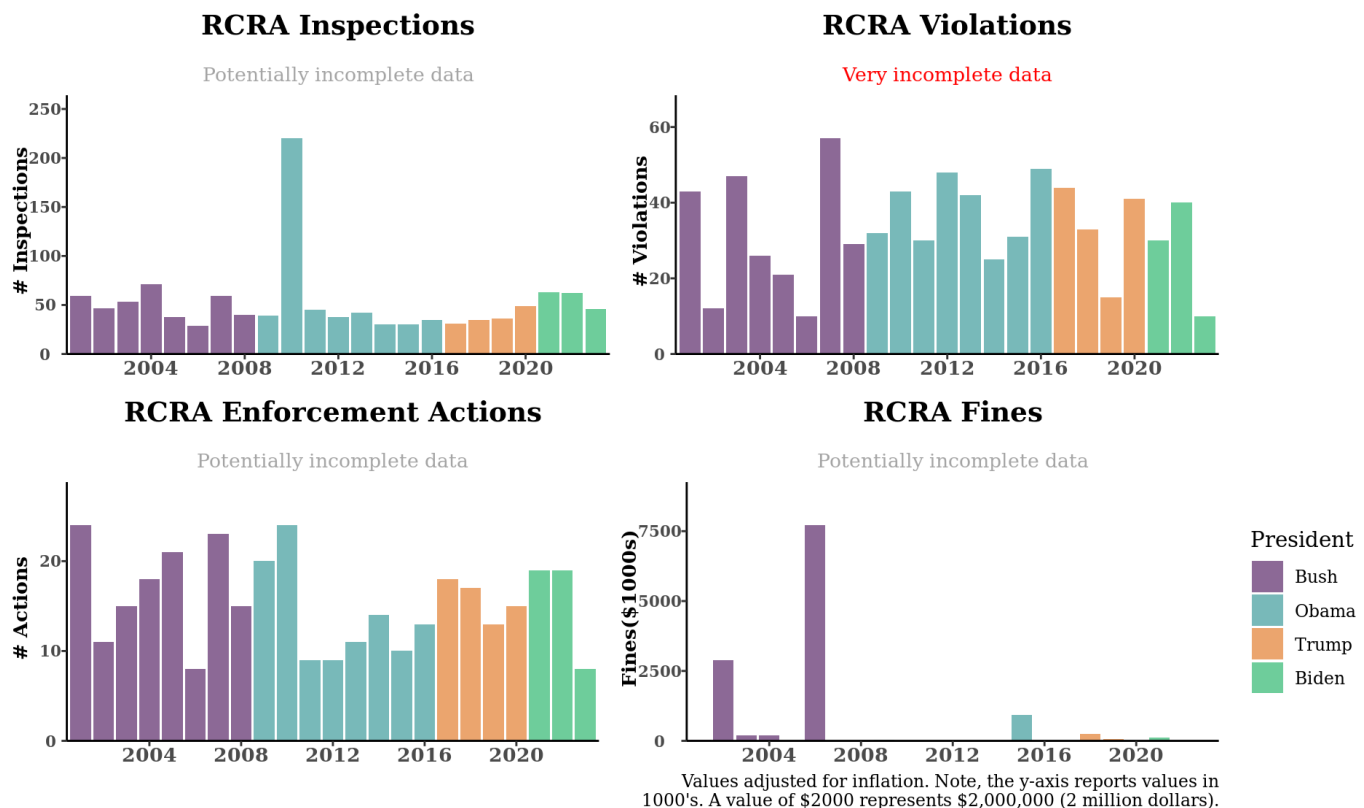 RCRA Inspections
Potentially incomplete data
# Inspections
250
200
150
100
50
0
2004 2008 2012 2016 2020
RCRA Violations
Very incomplete data
# Violations
60
40
20
0
2004 2008 2012 2016 2020
RCRA Enforcement Actions
Potentially incomplete data
# Actions
20
10
0
2004 2008 2012 2016 2020
RCRA Fines
Potentially incomplete data
Fines($1000s)
7500
5000
2500
0
2004 2008 2012 2016 2020
President
Bush
Obama
Trump
Biden
Values adjusted for inflation. Note, the y-axis reports values in
1000's. A value of $2000 represents $2,000,000 (2 million dollars).